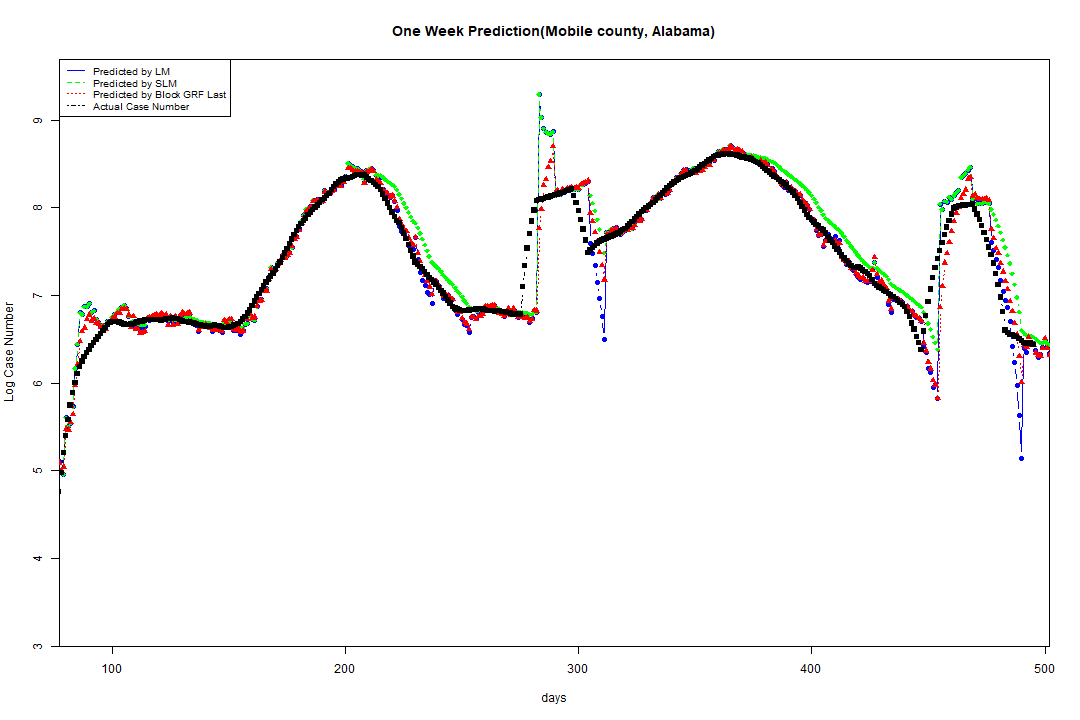 One Week Prediction(Mobile county, Alabama)
Predicted by LM
Predicted by SLM
Predicted by Block GRF Last
Actual Case Number
9
8
7
6
5
4
3
Log Case Number
100 200 300 400 500
days